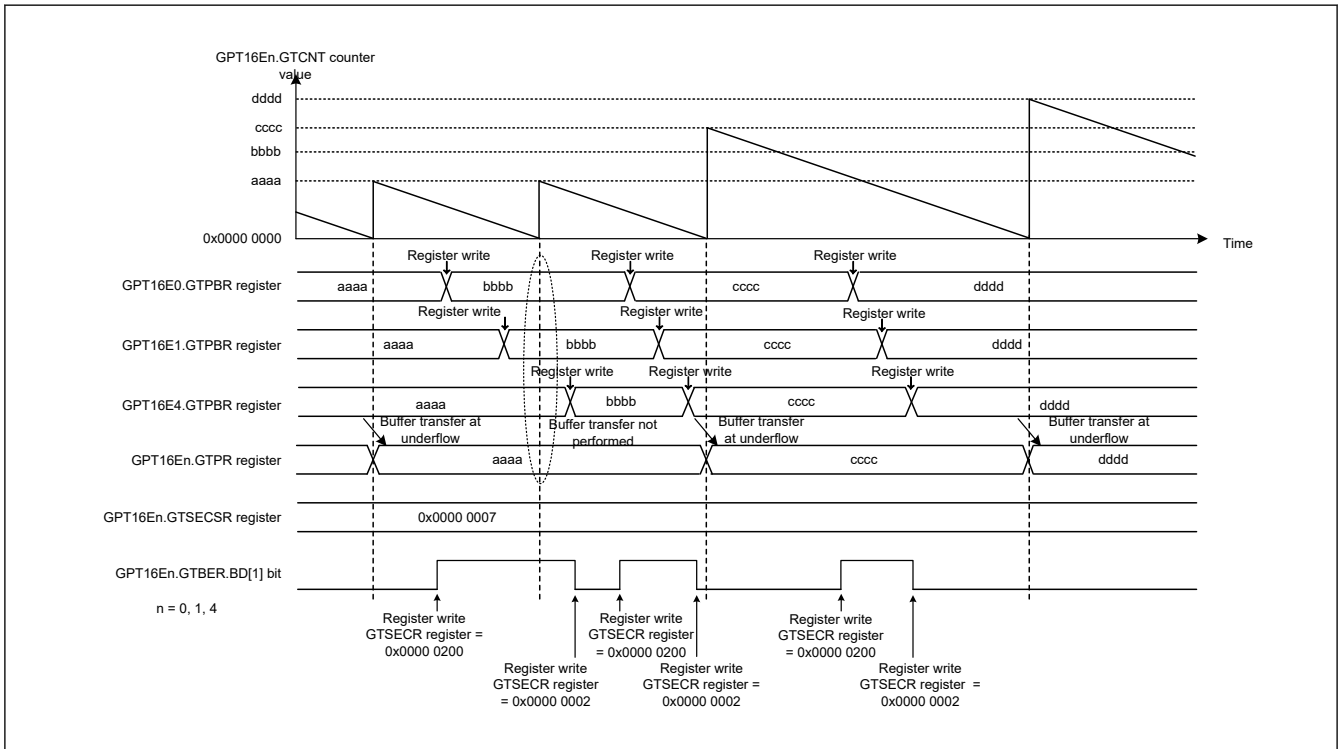 GPT16En.GTCNT counter
value
dddd
cccc
bbbb
aaaa
0x0000 0000
Time
Register write
Register write
Register write
GPT16E0.GTPBR register
aaaa
bbbb
cccc
dddd
Register write
Register write
Register write
GPT16E1.GTPBR register
aaaa
bbbb
cccc
dddd
Register write
Register write
Register write
GPT16E4.GTPBR register
aaaa
bbbb
cccc
dddd
Buffer transfer at
underflow
Buffer transfer not
performed
Buffer transfer
at underflow
Buffer transfer at
underflow
GPT16En.GTPR register
aaaa
cccc
dddd
GPT16En.GTSECSR register
0x0000 0007
GPT16En.GTBER.BD[1] bit
n = 0, 1, 4
Register write
GTSECR register =
0x0000 0200
Register write
GTSECR register
= 0x0000 0200
Register write
GTSECR register
= 0x0000 0200
Register write
GTSECR register
= 0x0000 0002
Register write
GTSECR register =
0x0000 0002
Register write
GTSECR register =
0x0000 0002